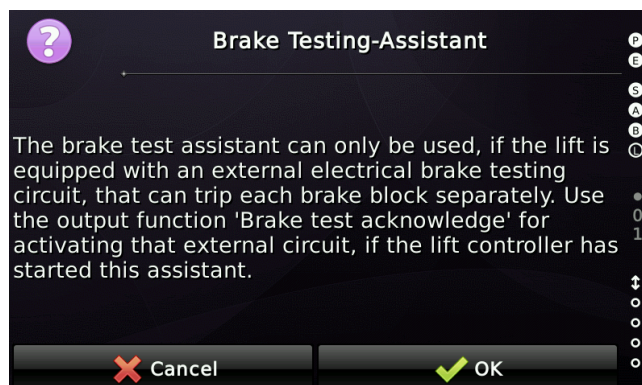 ?
Brake Testing-Assistant
The brake test assistant can only be used, if the lift is
equipped with an external electrical brake testing
circuit, that can trip each brake block separately. Use
the output function 'Brake test acknowledge' for
activating that external circuit, if the lift controller has
started this assistant.
Cancel
OK
P
E
S
A
B
L
0
1